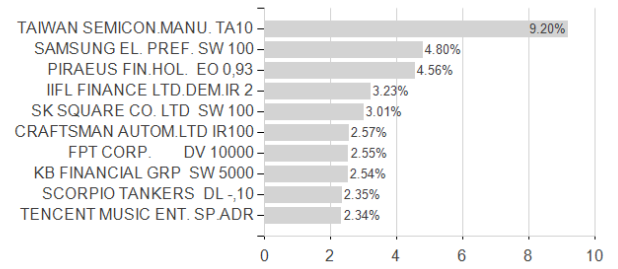 TAIWAN SEMICON.MANU. TA10 9.20%
SAMSUNG EL. PREF. SW 100 4.80%
PIRAEUS FIN.HOL. EO 0,93 4.56%
IIFL FINANCE LTD.DEM.IR 2 3.23%
SK SQUARE CO. LTD SW 100 3.01%
CRAFTSMAN AUTOM.LTD IR100 2.57%
FPT CORP. DV 10000 2.55%
KB FINANCIAL GRP SW 5000 2.54%
SCORPIO TANKERS DL -,10 2.35%
TENCENT MUSIC ENT. SP.ADR 2.34%
0 2 4 6 8 10